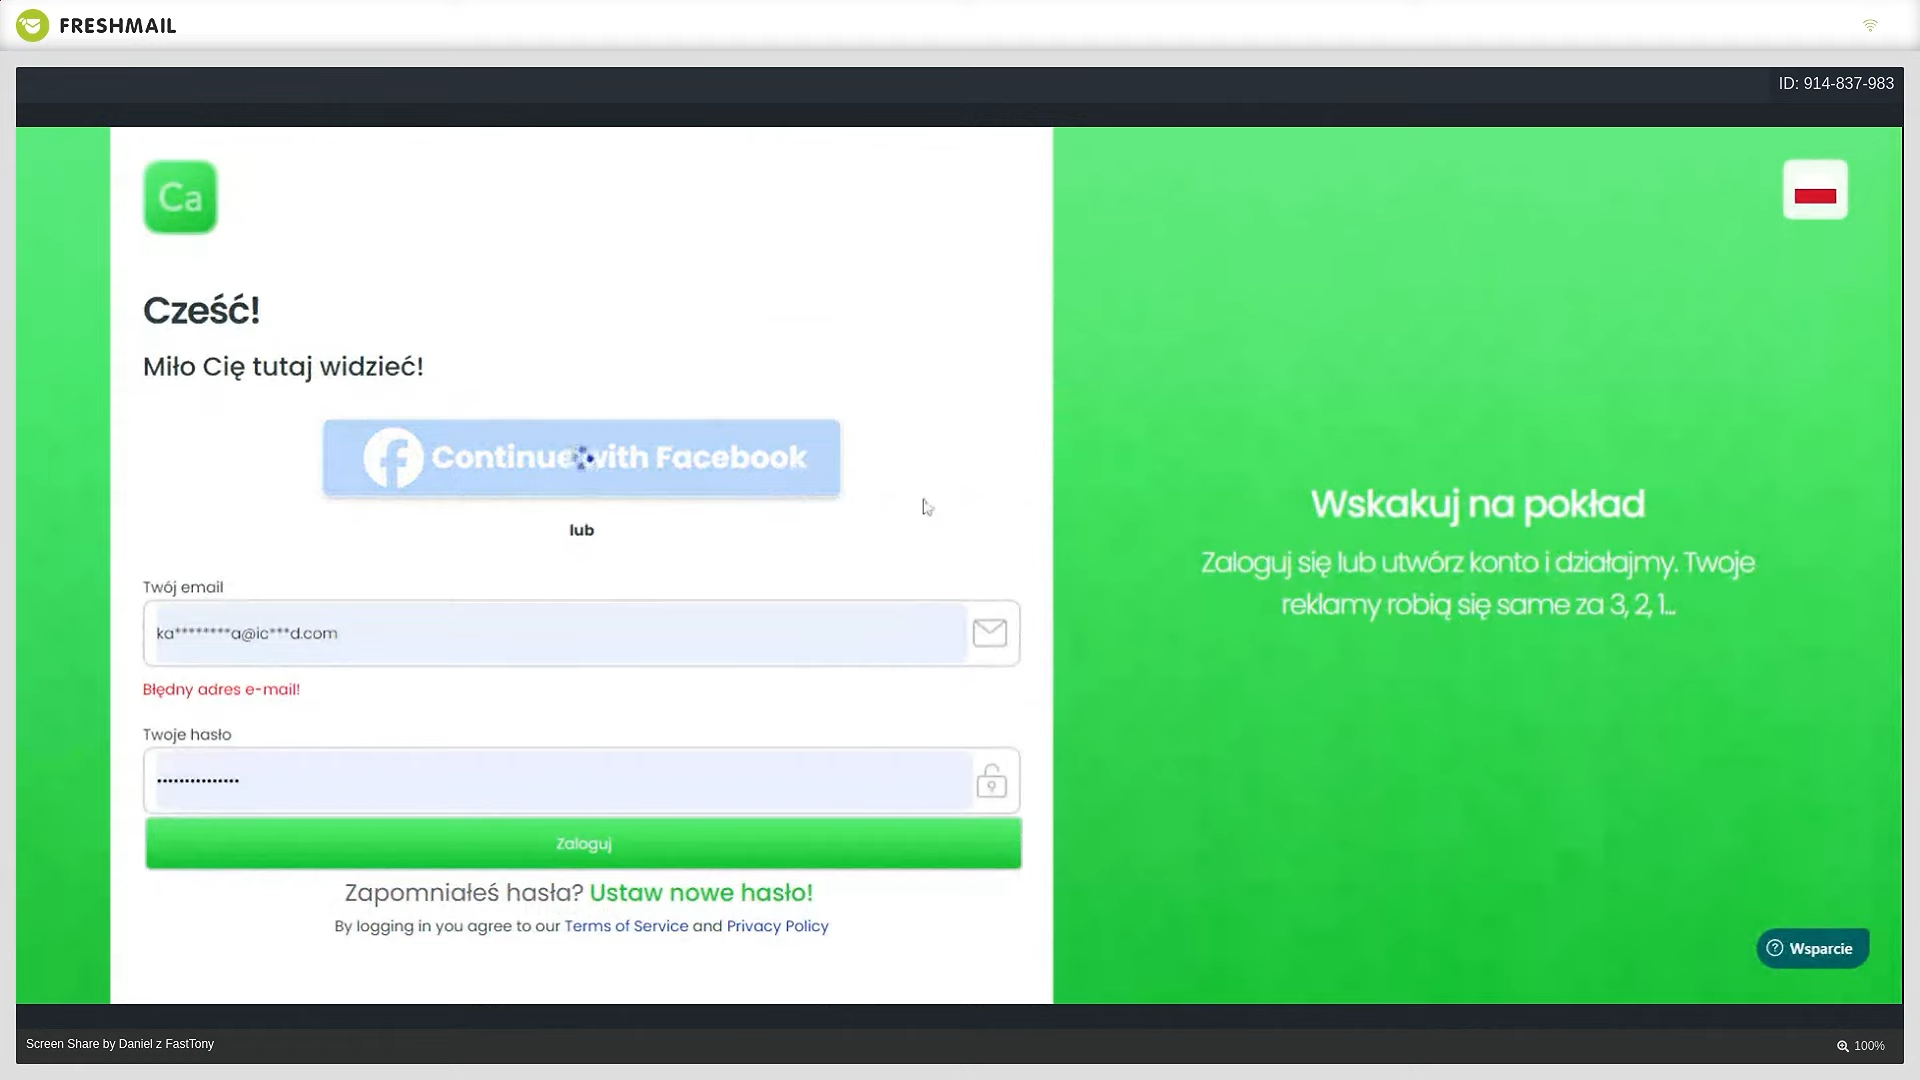 FRESHMAIL
ID: 914-837-983
Ca
Cześć!
Miło Cię tutaj widzieć!
Continue with Facebook
lub
Twój email
ka********a@ic***d.com
Błędny adres e-mail!
Twoje hasło
Zaloguj
Zapomniałeś hasła? Ustaw nowe hasło!
By logging in you agree to our Terms of Service and Privacy Policy
Wskakuj na pokład
Zaloguj się lub utwórz konto i działajmy. Twoje
reklamy robią się same za 3, 2, 1...
Wsparcie
Screen Share by Daniel z FastTony
100%